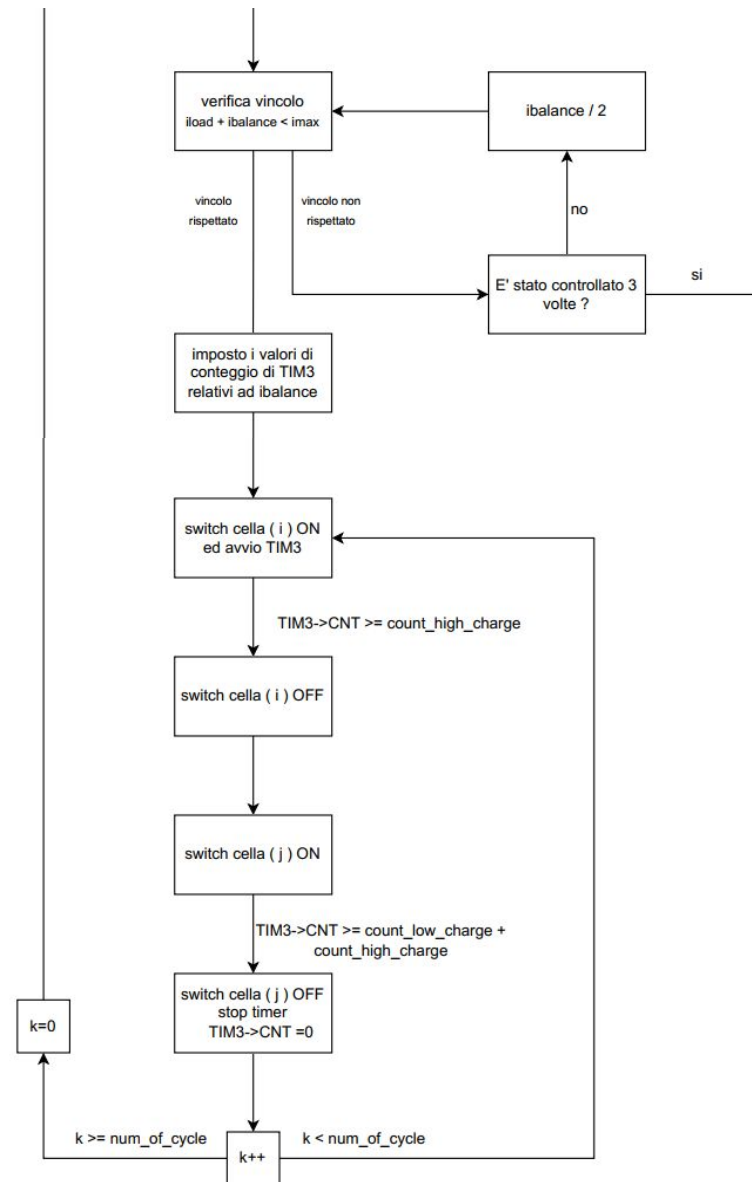 verifica vincolo
iload + ibalance < imax
ibalance / 2
vincolo
rispettato
vincolo non
rispettato
no
E' stato controllato 3
volte ?
si
imposto i valori di
conteggio di TIM3
relativi ad ibalance
switch cella ( i ) ON
ed avvio TIM3
TIM3->CNT >= count_high_charge
switch cella ( i ) OFF
switch cella ( j ) ON
TIM3->CNT >= count_low_charge +
count_high_charge
switch cella ( j ) OFF
stop timer
TIM3->CNT =0
k=0
k >= num_of_cycle
k++
k < num_of_cycle